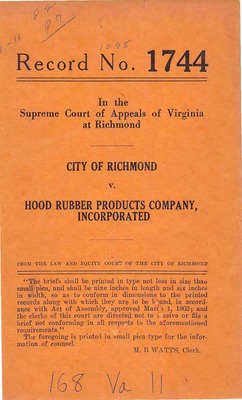 82
87
-11
1098
Record No. 1744
In the
Supreme Court of Appeals of Virginia
at Richmond
CITY OF RICHMOND
v.
HOOD RUBBER PRODUCTS COMPANY,
INCORPORATED
FROM THE LAW AND EQUITY COURT OF THE CITY OF RICHMOND
"The briefs shall be printed in type not less in size than
small pica, and shall be nine inches in length and six inches
in width, so as to conform in dimensions to the printed
records along with which they are to be bound, in accord-
ance with Act of Assembly, approved March 1, 1903; and
the clerks of this court are directed not to receive or file a
brief not conforming in all respects to the aforementioned
requirements."
The foregoing is printed in small pica type for the infor-
mation of counsel.
M. B WATTS, Clerk.
168 Va 11